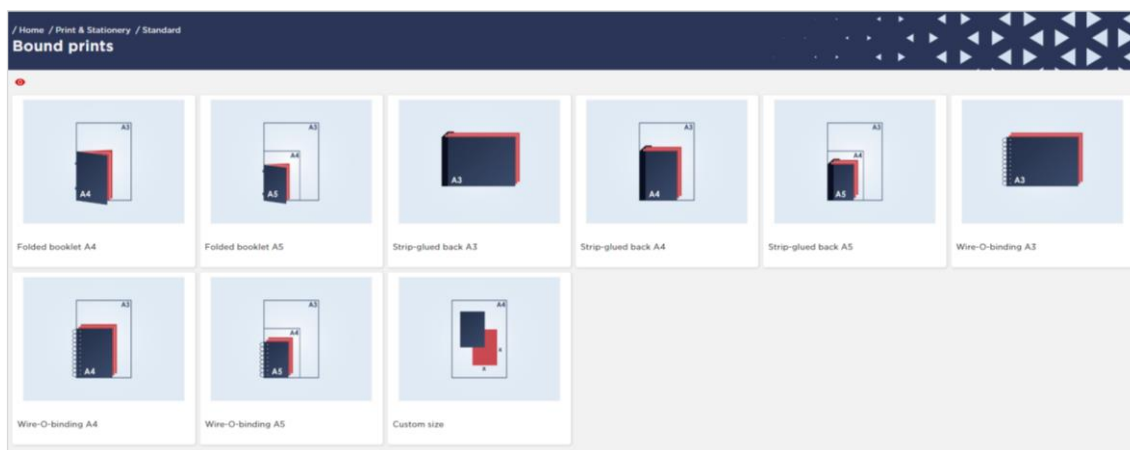 / Home / Print & Stationery / Standard
Bound prints
A3
A4
A3
A4
A5
A3
A3
A4
A3
A4
A5
A3
Folded booklet A4
Folded booklet A5
Strip-glued back A3
Strip-glued back A4
Strip-glued back A5
Wire-O-binding A3
A3
A4
A3
A4
A5
A4
x
x
Wire-O-binding A4
Wire-O-binding A5
Custom size